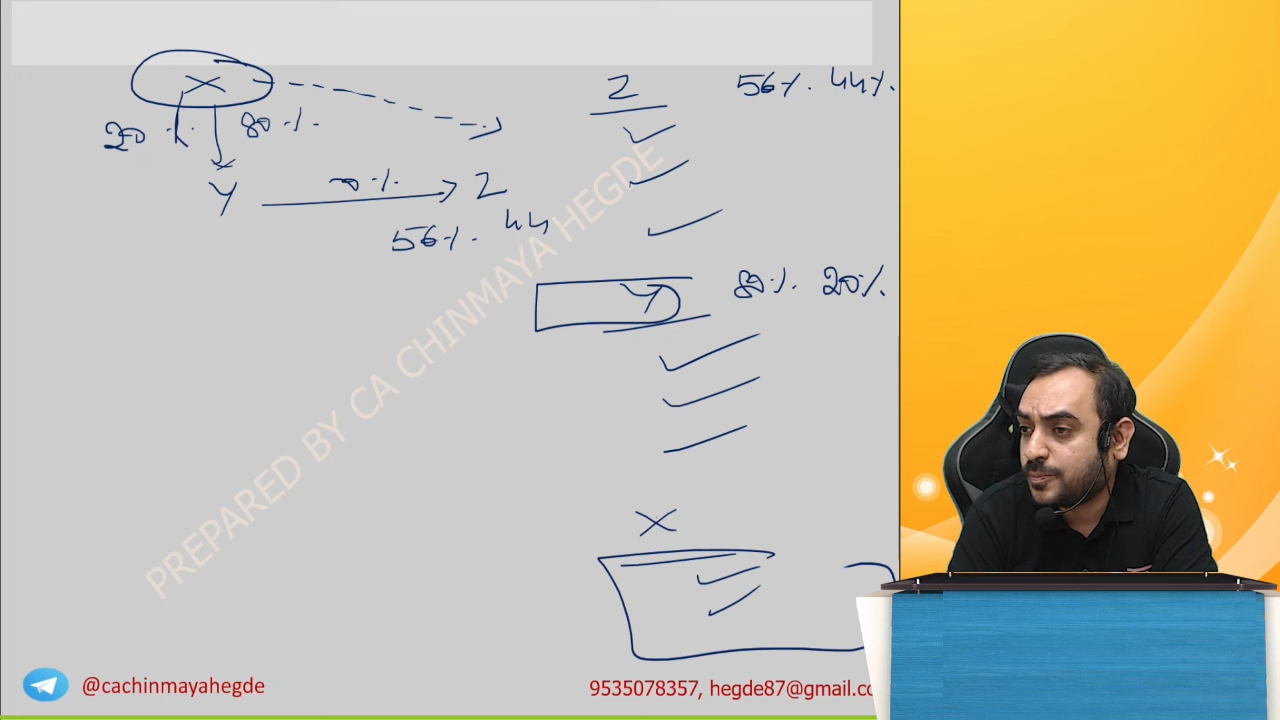 X
20 %. 80 %.
Y 70 %. Z
56 %. 44
Z 56 %. 44 %.
Y 80 %. 20 %.
X
PREPARED BY CA CHINMAYA HEGDE
@cachinmayahegde
9535078357, hegde87@gmail.co